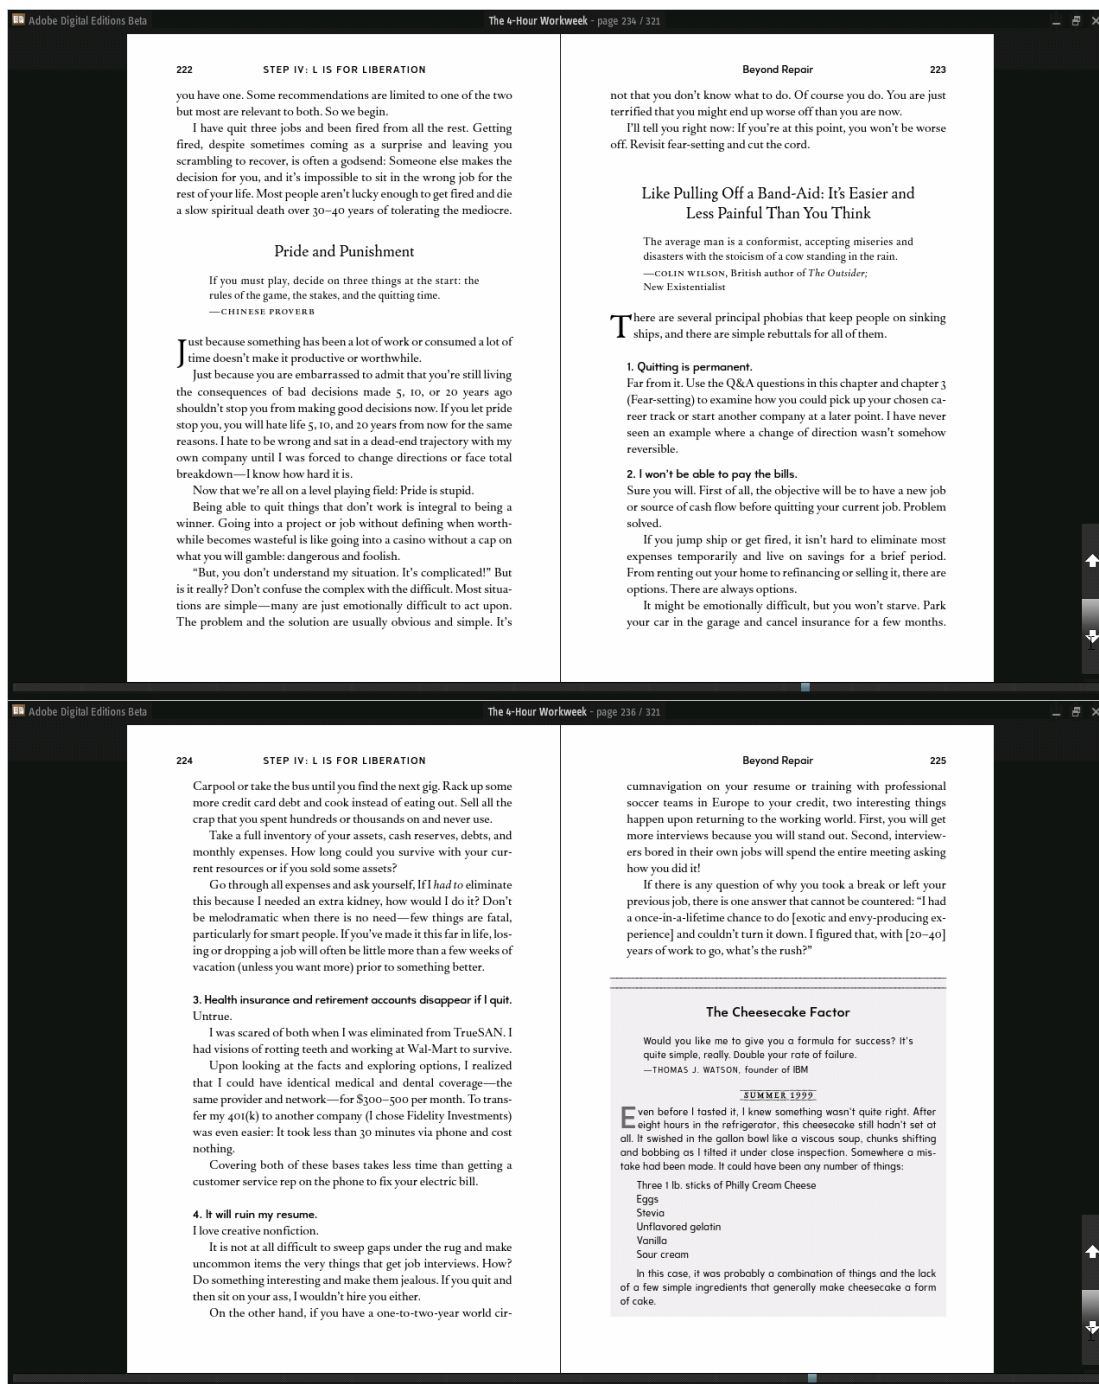 Adobe Digital Editions Beta
The 4-Hour Workweek - page 234 / 321
222
STEP IV: L IS FOR LIBERATION
you have one. Some recommendations are limited to one of the two
but most are relevant to both. So we begin.
I have quit three jobs and been fired from all the rest. Getting
fired, despite sometimes coming as a surprise and leaving you
scrambling to recover, is often a godsend: Someone else makes the
decision for you, and it's impossible to sit in the wrong job for the
rest of your life. Most people aren't lucky enough to get fired and die
a slow spiritual death over 30–40 years of tolerating the mediocre.
Pride and Punishment
If you must play, decide on three things at the start: the
rules of the game, the stakes, and the quitting time.
—CHINESE PROVERB
Just because something has been a lot of work or consumed a lot of
time doesn't make it productive or worthwhile.
Just because you are embarrassed to admit that you're still living
the consequences of bad decisions made 5, 10, or 20 years ago
shouldn't stop you from making good decisions now. If you let pride
stop you, you will hate life 5, 10, and 20 years from now for the same
reasons. I hate to be wrong and sat in a dead-end trajectory with my
own company until I was forced to change directions or face total
breakdown—I know how hard it is.
Now that we're all on a level playing field: Pride is stupid.
Being able to quit things that don't work is integral to being a
winner. Going into a project or job without defining when worth-
while becomes wasteful is like going into a casino without a cap on
what you will gamble: dangerous and foolish.
"But, you don't understand my situation. It's complicated!" But
is it really? Don't confuse the complex with the difficult. Most situa-
tions are simple—many are just emotionally difficult to act upon.
The problem and the solution are usually obvious and simple. It's
Beyond Repair
223
not that you don't know what to do. Of course you do. You are just
terrified that you might end up worse off than you are now.
I'll tell you right now: If you're at this point, you won't be worse
off. Revisit fear-setting and cut the cord.
Like Pulling Off a Band-Aid: It's Easier and
Less Painful Than You Think
The average man is a conformist, accepting miseries and
disasters with the stoicism of a cow standing in the rain.
—COLIN WILSON, British author of The Outsider;
New Existentialist
There are several principal phobias that keep people on sinking
ships, and there are simple rebuttals for all of them.
1. Quitting is permanent.
Far from it. Use the Q&A questions in this chapter and chapter 3
(Fear-setting) to examine how you could pick up your chosen ca-
reer track or start another company at a later point. I have never
seen an example where a change of direction wasn't somehow
reversible.
2. I won't be able to pay the bills.
Sure you will. First of all, the objective will be to have a new job
or source of cash flow before quitting your current job. Problem
solved.
If you jump ship or get fired, it isn't hard to eliminate most
expenses temporarily and live on savings for a brief period.
From renting out your home to refinancing or selling it, there are
options. There are always options.
It might be emotionally difficult, but you won't starve. Park
your car in the garage and cancel insurance for a few months.
Adobe Digital Editions Beta
The 4-Hour Workweek - page 236 / 321
224
STEP IV: L IS FOR LIBERATION
Carpool or take the bus until you find the next gig. Rack up some
more credit card debt and cook instead of eating out. Sell all the
crap that you spent hundreds or thousands on and never use.
Take a full inventory of your assets, cash reserves, debts, and
monthly expenses. How long could you survive with your cur-
rent resources or if you sold some assets?
Go through all expenses and ask yourself, If I had to eliminate
this because I needed an extra kidney, how would I do it? Don't
be melodramatic when there is no need—few things are fatal,
particularly for smart people. If you've made it this far in life, los-
ing or dropping a job will often be little more than a few weeks of
vacation (unless you want more) prior to something better.
3. Health insurance and retirement accounts disappear if I quit.
Untrue.
I was scared of both when I was eliminated from TrueSAN. I
had visions of rotting teeth and working at Wal-Mart to survive.
Upon looking at the facts and exploring options, I realized
that I could have identical medical and dental coverage—the
same provider and network—for $300–500 per month. To trans-
fer my 401(k) to another company (I chose Fidelity Investments)
was even easier: It took less than 30 minutes via phone and cost
nothing.
Covering both of these bases takes less time than getting a
customer service rep on the phone to fix your electric bill.
4. It will ruin my resume.
I love creative nonfiction.
It is not at all difficult to sweep gaps under the rug and make
uncommon items the very things that get job interviews. How?
Do something interesting and make them jealous. If you quit and
then sit on your ass, I wouldn't hire you either.
On the other hand, if you have a one-to-two-year world cir-
Beyond Repair
225
cumnavigation on your resume or training with professional
soccer teams in Europe to your credit, two interesting things
happen upon returning to the working world. First, you will get
more interviews because you will stand out. Second, interview-
ers bored in their own jobs will spend the entire meeting asking
how you did it!
If there is any question of why you took a break or left your
previous job, there is one answer that cannot be countered: "I had
a once-in-a-lifetime chance to do [exotic and envy-producing ex-
perience] and couldn't turn it down. I figured that, with [20–40]
years of work to go, what's the rush?"
The Cheesecake Factor
Would you like me to give you a formula for success? It's
quite simple, really. Double your rate of failure.
—THOMAS J. WATSON, founder of IBM
SUMMER 1999
Even before I tasted it, I knew something wasn't quite right. After
eight hours in the refrigerator, this cheesecake still hadn't set at
all. It swished in the gallon bowl like a viscous soup, chunks shifting
and bobbing as I tilted it under close inspection. Somewhere a mis-
take had been made. It could have been any number of things:
Three 1 lb. sticks of Philly Cream Cheese
Eggs
Stevia
Unflavored gelatin
Vanilla
Sour cream
In this case, it was probably a combination of things and the lack
of a few simple ingredients that generally make cheesecake a form
of cake.